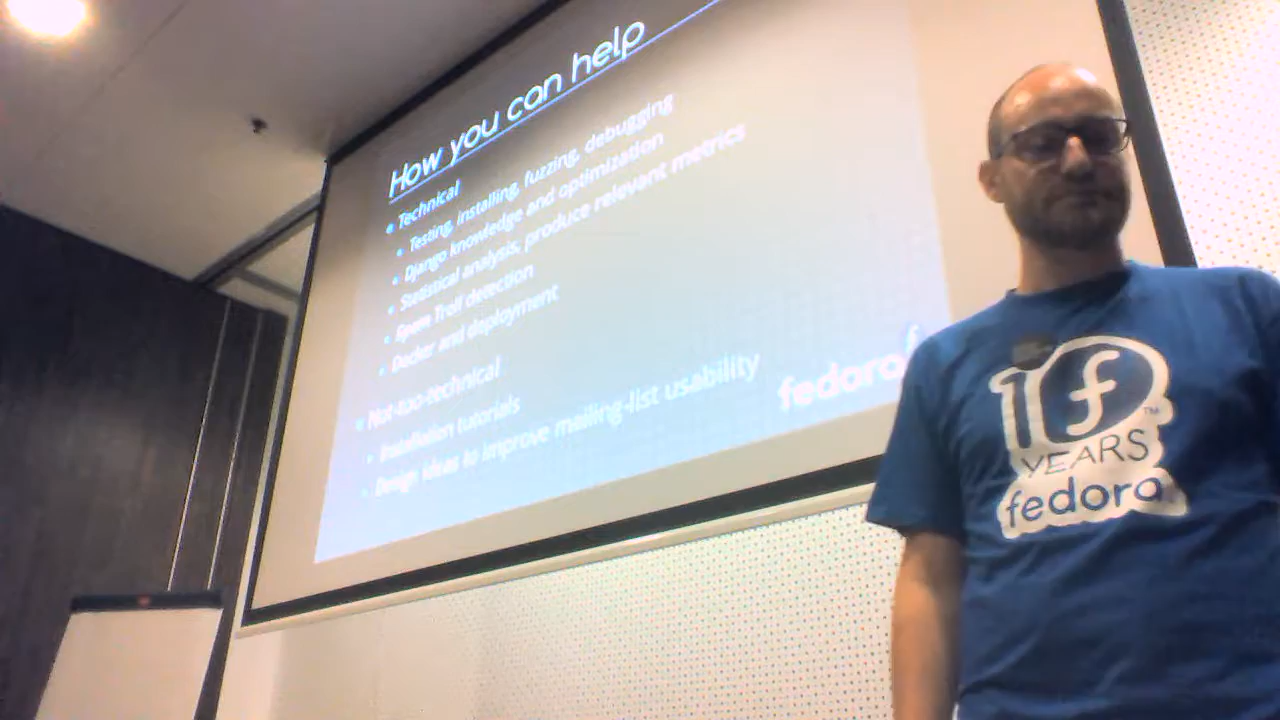 How you can help
Technical
Testing, installing, fuzzing, debugging
Django knowledge and optimization
Statistical analysis, produce relevant metrics
Spam Troll detection
Docker and deployment
Not-too-technical
Installation tutorials
Design ideas to improve mailing-list usability
fedora f
10 f
TM
YEARS
fedora